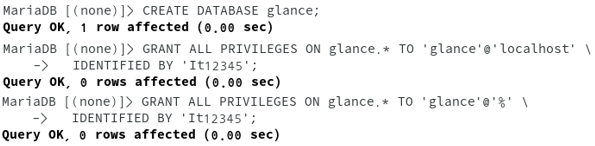 MariaDB [(none)]> CREATE DATABASE glance;
Query OK, 1 row affected (0.00 sec)
MariaDB [(none)]> GRANT ALL PRIVILEGES ON glance.* TO 'glance'@'localhost' \
-> IDENTIFIED BY 'It12345';
Query OK, 0 rows affected (0.00 sec)
MariaDB [(none)]> GRANT ALL PRIVILEGES ON glance.* TO 'glance'@'%' \
-> IDENTIFIED BY 'It12345';
Query OK, 0 rows affected (0.00 sec)